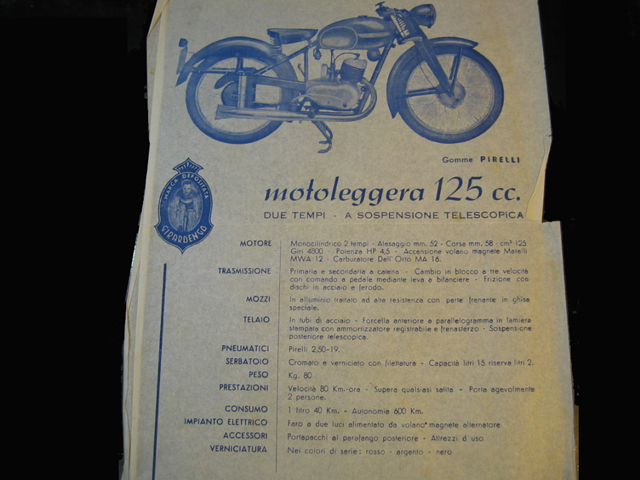 Gomme PIRELLI
MARCA DEPOSITATA
GIRARDENGO
motoleggera 125 cc.
DUE TEMPI - A SOSPENSIONE TELESCOPICA
MOTORE Monocilindrico 2 tempi - Alesaggio mm. 52 - Corsa mm. 58 - cm³ 125
Giri 4800 - Potenza HP 4,5 - Accensione volano magnete Marelli
MWA 12 - Carburatore Dell'Orto MA 16.
TRASMISSIONE Primaria e secondaria a catena - Cambio in blocco a tre velocità
con comando a pedale mediante leva a bilanciere - Frizione con
dischi in acciaio e ferodo.
MOZZI In alluminio trattato ad alta resistenza con parte frenante in ghisa
speciale.
TELAIO In tubi di acciaio - Forcella anteriore a parallelogramma in lamiera
stampata con ammortizzatore registrabile e frenasterzo - Sospensione
posteriore telescopica.
PNEUMATICI Pirelli 2,50-19.
SERBATOIO Cromato e verniciato con filettature - Capacità litri 15 riserva litri 2.
PESO Kg. 80
PRESTAZIONI Velocità 80 Km.-ora - Supera qualsiasi salita - Porta agevolmente
2 persone.
CONSUMO 1 litro 40 Km. - Autonomia 600 Km.
IMPIANTO ELETTRICO Faro a due luci alimentato da volano magnete alternatore
ACCESSORI Portapacchi al parafango posteriore - Attrezzi d'uso
VERNICIATURA Nei colori di serie: rosso - argento - nero